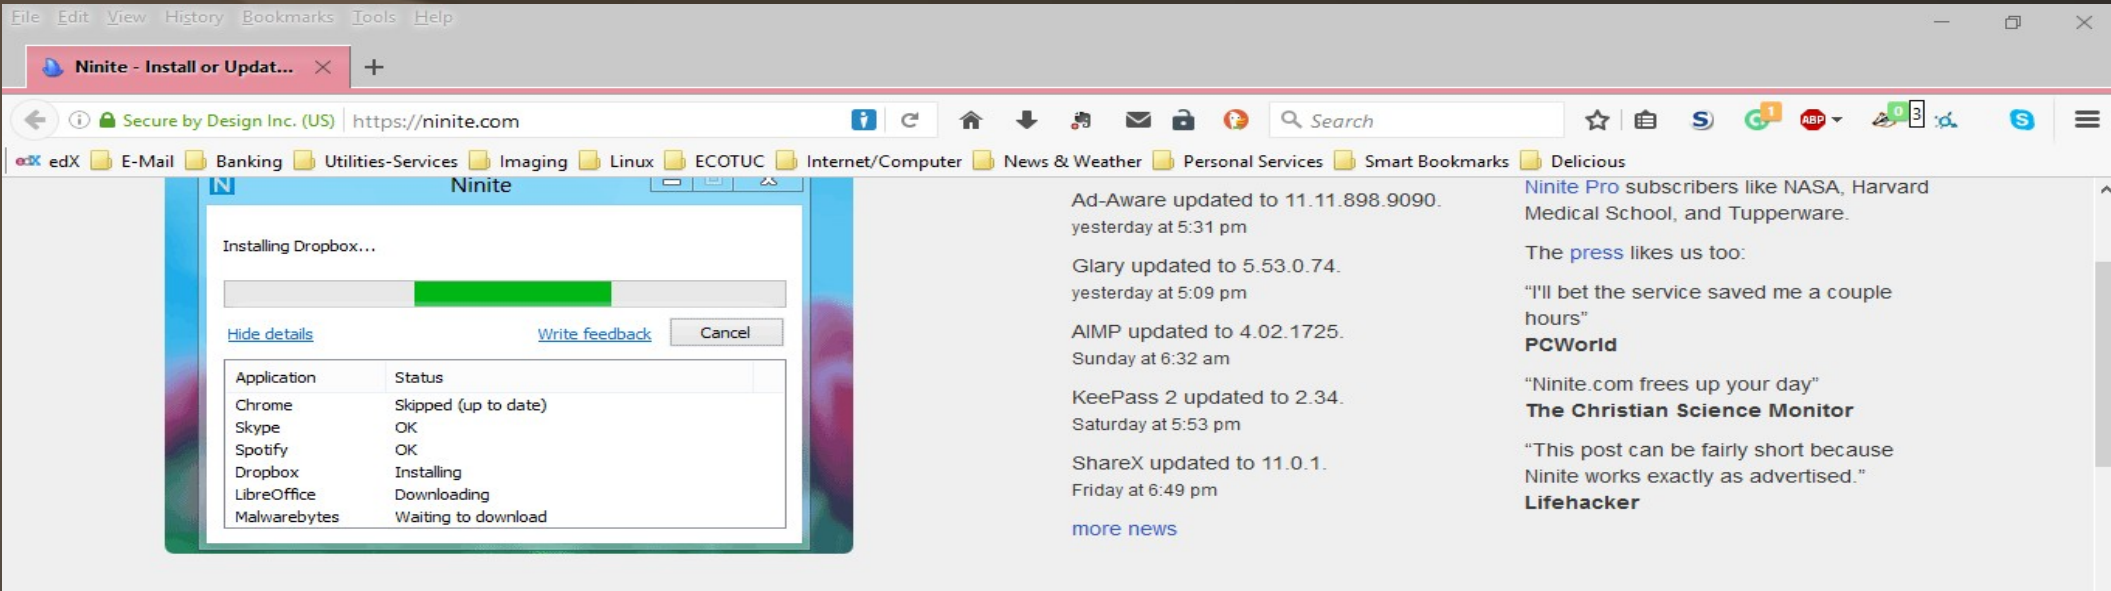 File Edit View History Bookmarks Tools Help
Ninite - Install or Updat...
Secure by Design Inc. (US) https://ninite.com
Search
S
1
ABP
0
3
S
edX edX E-Mail Banking Utilities-Services Imaging Linux ECOTUC Internet/Computer News & Weather Personal Services Smart Bookmarks Delicious
N Ninite
Installing Dropbox...
Hide details Write feedback Cancel
Application Status
Chrome Skipped (up to date)
Skype OK
Spotify OK
Dropbox Installing
LibreOffice Downloading
Malwarebytes Waiting to download
Ad-Aware updated to 11.11.898.9090.
yesterday at 5:31 pm
Glary updated to 5.53.0.74.
yesterday at 5:09 pm
AIMP updated to 4.02.1725.
Sunday at 6:32 am
KeePass 2 updated to 2.34.
Saturday at 5:53 pm
ShareX updated to 11.0.1.
Friday at 6:49 pm
more news
Ninite Pro subscribers like NASA, Harvard
Medical School, and Tupperware.
The press likes us too:
“I'll bet the service saved me a couple
hours”
PCWorld
“Ninite.com frees up your day”
The Christian Science Monitor
“This post can be fairly short because
Ninite works exactly as advertised.”
Lifehacker